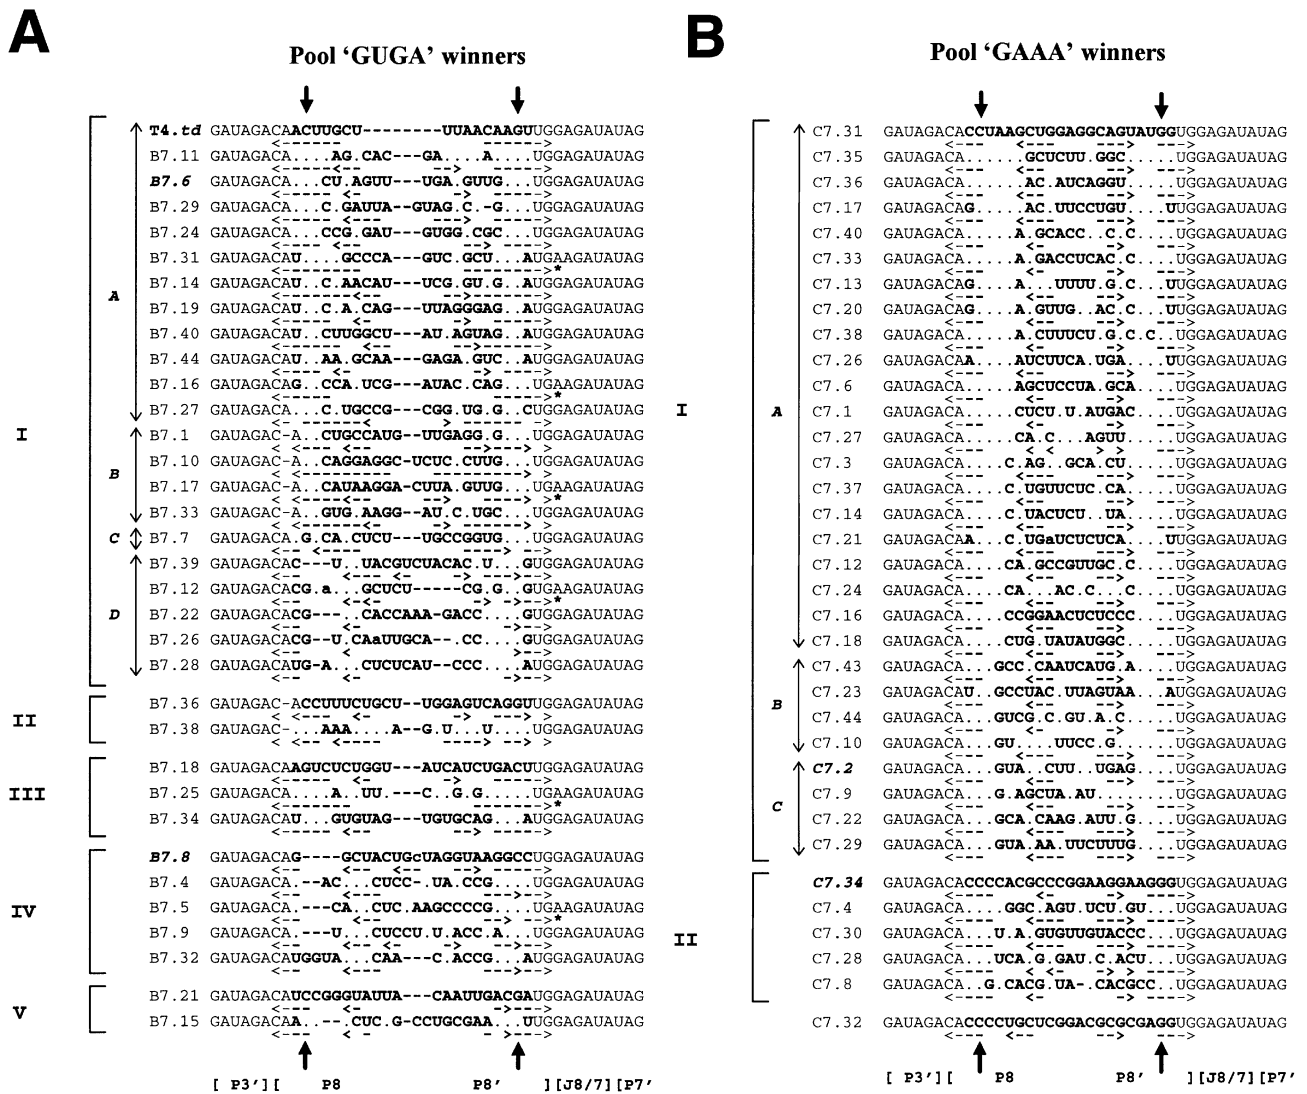 A
Pool ‘GUGA’ winners
T4.td GAUAGACAACUUGCU---------UUAACAAGUUGGAGAUAUAG
B7.11 GAUAGACA....AG.CAC---GA....A....UGGAGAUAUAG
B7.6 GAUAGACA...CU.AGUU---UGA.GUUG...UGGAGAUAUAG
B7.29 GAUAGACA...C.GAUUA--GUAG.C.-G...UGGAGAUAUAG
B7.24 GAUAGACA...CCG.GAU---GUGG.CGC...UGGAGAUAUAG
B7.31 GAUAGACAU....GCCCA---GUC.GCU...AUGAAGAUAUAG
B7.14 GAUAGACAU..C.AACAU---UCG.GU.G..AUGGAGAUAUAG
B7.19 GAUAGACAU..C.A.CAG---UUAGGGAG..AUGGAGAUAUAG
B7.40 GAUAGACAU..CUUGGCU---AU.AGUAG..AUGGAGAUAUAG
B7.44 GAUAGACAU..AA.GCAA---GAGA.GUC..AUGGAGAUAUAG
B7.16 GAUAGACAG..CCA.UCG---AUAC.CAG...UGAAGAUAUAG
B7.27 GAUAGACA...C.UGCCG---CGG.UG.G..CUGGAGAUAUAG
B7.1 GAUAGAC-A..CUGCCAUG--UUGAGG.G...UGGAGAUAUAG
B7.10 GAUAGAC-A..CAGGAGGC-UCUC.CUUG...UGGAGAUAUAG
B7.17 GAUAGAC-A..CAUAAGGA-CUUA.GUUG...UGAAGAUAUAG
B7.33 GAUAGAC-A..GUG.AAGG--AU.C.UGC...UGGAGAUAUAG
B7.7 GAUAGACA.G.CA.CUCU---UGCCGGUG...UGGAGAUAUAG
B7.39 GAUAGACAC---U..UACGUCUACAC.U...GUGGAGAUAUAG
B7.12 GAUAGACACG.a...GCUCU-----CG.G..GUGAAGAUAUAG
B7.22 GAUAGACACG---..CACCAAA-GACC....GUGGAGAUAUAG
B7.26 GAUAGACACG--U.CAaUUGCA--.CC....GUGGAGAUAUAG
B7.28 GAUAGACAUG-A...CUCUCAU--CCC....AUGGAGAUAUAG
B7.36 GAUAGAC-ACCUUUCUGCU--UGGAGUCAGGUUGGAGAUAUAG
B7.38 GAUAGAC-...AAA....A--G.U...U....UGGAGAUAUAG
B7.18 GAUAGACAAGUCUCUGGU---AUCAUCUGACUUGGAGAUAUAG
B7.25 GAUAGACA....A.UU.---C..G.G.....UGAAGAUAUAG
B7.34 GAUAGACAU...GUGUAG---UGUGCAG...AUGGAGAUAUAG
B7.8 GAUAGACAG----GCUACUGcUAGGUAAGGCCUGGAGAUAUAG
B7.4 GAUAGACA.--AC...CUCC-.UA.CCG....UGGAGAUAUAG
B7.5 GAUAGACA.---CA..CUC.AAGCCCCG....UGAAGAUAUAG
B7.9 GAUAGACA.---U...CUCCU.U.ACC.A...UGGAGAUAUAG
B7.32 GAUAGACAUGGUA...CAA---C.ACCG...AUGGAGAUAUAG
B7.21 GAUAGACAUCCGGGUAUUA---CAAUUGACGAUGGAGAUAUAG
B7.15 GAUAGACAA..--..CUC.G-CCUGCGAA...UUGGAGAUAUAG
I
A
B
C
D
II
III
IV
V
[ P3'][ P8 P8' ][J8/7][P7'
B
Pool ‘GAAA’ winners
C7.31 GAUAGACACCUAAGCUGGAGGCAGUAUGGUGGAGAUAUAG
C7.35 GAUAGACA......GCUCUU.GGC.....UGGAGAUAUAG
C7.36 GAUAGACA......AC.AUCAGGU.....UGGAGAUAUAG
C7.17 GAUAGACAG.....AC.UUCCUGU....UUGGAGAUAUAG
C7.40 GAUAGACA.....A.GCACC..C.C....UGGAGAUAUAG
C7.33 GAUAGACA.....A.GACCUCAC.C....UGGAGAUAUAG
C7.13 GAUAGACAG....A...UUUU.G.C...UUGGAGAUAUAG
C7.20 GAUAGACAG....A.GUUG..AC.C...UUGGAGAUAUAG
C7.38 GAUAGACA.....A.CUUUCU.G.C.C..UGGAGAUAUAG
C7.26 GAUAGACAA....AUCUUCA.UGA....UUGGAGAUAUAG
C7.6 GAUAGACA.....AGCUCCUA.GCA....UGGAGAUAUAG
C7.1 GAUAGACA.....CUCU.U.AUGAC....UGGAGAUAUAG
C7.27 GAUAGACA.....CA.C...AGUU.....UGGAGAUAUAG
C7.3 GAUAGACA....C.AG..GCA.CU.....UGGAGAUAUAG
C7.37 GAUAGACA....C.UGUUCUC.CA.....UGGAGAUAUAG
C7.14 GAUAGACA....C.UACUCU..UA.....UGGAGAUAUAG
C7.21 GAUAGACAA...C.UGaUCUCUCA....UUGGAGAUAUAG
C7.12 GAUAGACA....CA.GCCGUUGC.C....UGGAGAUAUAG
C7.24 GAUAGACA....CA...AC.C...C....UGGAGAUAUAG
C7.16 GAUAGACA....CCGGAACUCUCCC....UGGAGAUAUAG
C7.18 GAUAGACA....CUG.UAUAUGGC.....UGGAGAUAUAG
C7.43 GAUAGACA...GCC.CAAUCAUG.A....UGGAGAUAUAG
C7.23 GAUAGACAU..GCCUAC.UUAGUAA...AUGGAGAUAUAG
C7.44 GAUAGACA...GUCG.C.GU.A.C.....UGGAGAUAUAG
C7.10 GAUAGACA...GU....UUCC.G......UGGAGAUAUAG
C7.2 GAUAGACA...GUA..CUU..UGAG....UGGAGAUAUAG
C7.9 GAUAGACA...G.AGCUA.AU........UGGAGAUAUAG
C7.22 GAUAGACA...GCA.CAAG.AUU.G....UGGAGAUAUAG
C7.29 GAUAGACA...GUA.AA.UUCUUUG....UGGAGAUAUAG
C7.34 GAUAGACACCCCACGCCCGGAAGGAAGGGUGGAGAUAUAG
C7.4 GAUAGACA....GGC.AGU.UCU.GU...UGGAGAUAUAG
C7.30 GAUAGACA...U.A.GUGUUGUACCC...UGGAGAUAUAG
C7.28 GAUAGACA...UCA.G.GAU.C.ACU...UGGAGAUAUAG
C7.8 GAUAGACA..G.CACG.UA-.CACGCC..UGGAGAUAUAG
C7.32 GAUAGACACCCCUGCUCGGACGCGCGAGGUGGAGAUAUAG
I
A
B
C
II
[ P3'][ P8 P8' ][J8/7][P7'